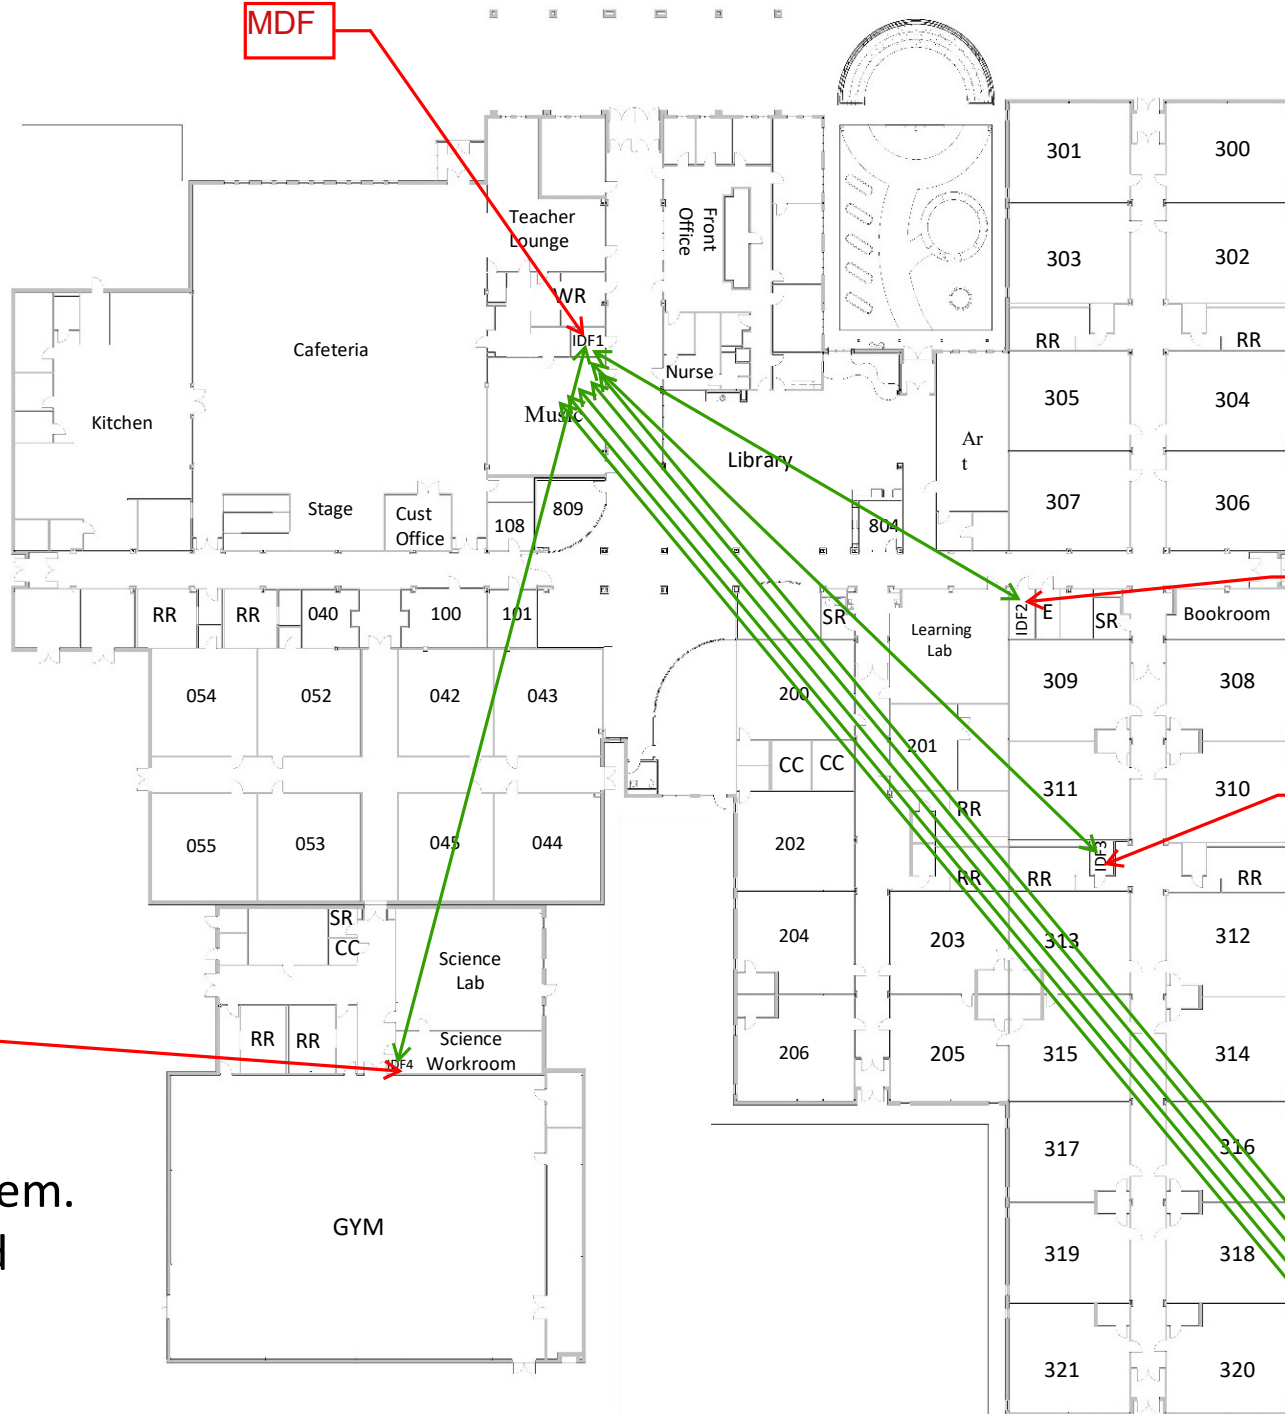 MDF
301
300
Teacher
Lounge
Front
Office
303
302
WR
IDF1
RR
RR
Cafeteria
Nurse
305
304
Kitchen
Music
Ar
t
Library
307
306
Stage
Cust
Office
108
809
804
RR
RR
040
100
101
SR
Learning
Lab
IDF2
E
SR
Bookroom
054
052
042
043
200
309
308
201
CC
CC
311
310
RR
055
053
045
044
202
IDF3
RR
RR
RR
SR
CC
Science
Lab
204
203
313
312
RR
RR
Science
Workroom
IDF4
206
205
315
314
317
316
em.
d
GYM
319
318
321
320